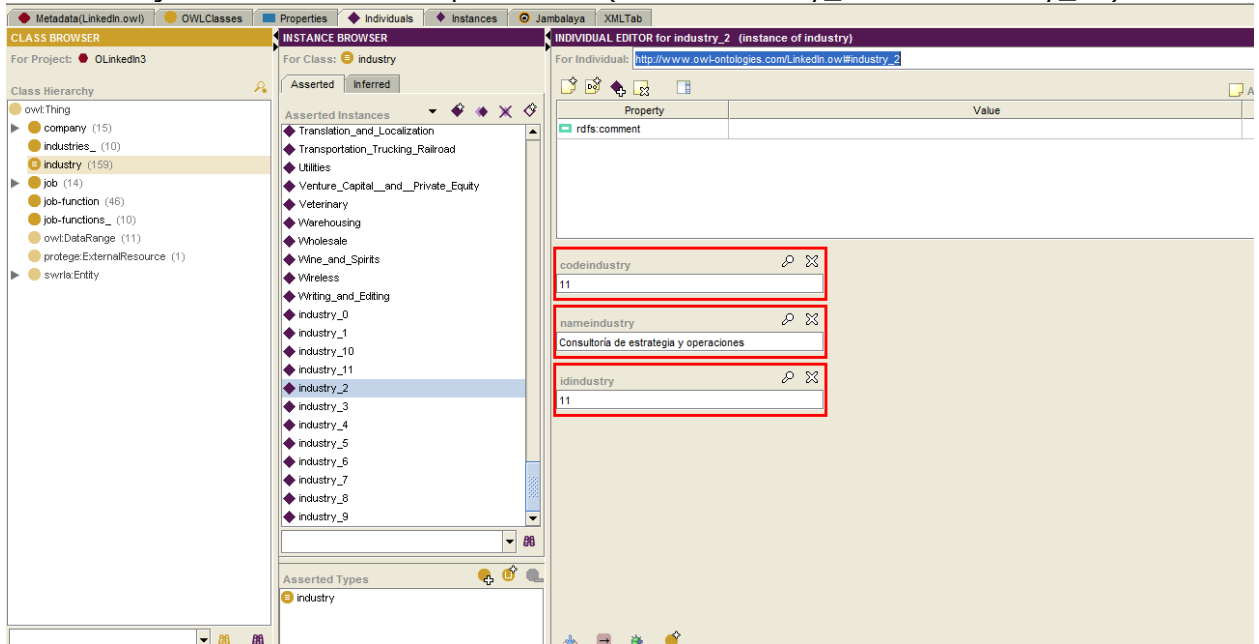 Metadata(LinkedIn.owl) OWLClasses Properties Individuals Instances Jambalaya XMLTab
CLASS BROWSER
For Project: OLinkedIn3
Class Hierarchy
owl:Thing
company (15)
industries_ (10)
industry (159)
job (14)
job-function (46)
job-functions_ (10)
owl:DataRange (11)
protege:ExternalResource (1)
swrla:Entity
INSTANCE BROWSER
For Class: industry
Asserted Inferred
Asserted Instances
Translation_and_Localization
Transportation_Trucking_Railroad
Utilities
Venture_Capital__and__Private_Equity
Veterinary
Warehousing
Wholesale
Wine_and_Spirits
Wireless
Writing_and_Editing
industry_0
industry_1
industry_10
industry_11
industry_2
industry_3
industry_4
industry_5
industry_6
industry_7
industry_8
industry_9
Asserted Types
industry
INDIVIDUAL EDITOR for industry_2 (instance of industry)
For Individual: http://www.owl-ontologies.com/LinkedIn.owl#industry_2
Property Value
rdfs:comment
codeindustry
11
nameindustry
Consultoría de estrategia y operaciones
idindustry
11